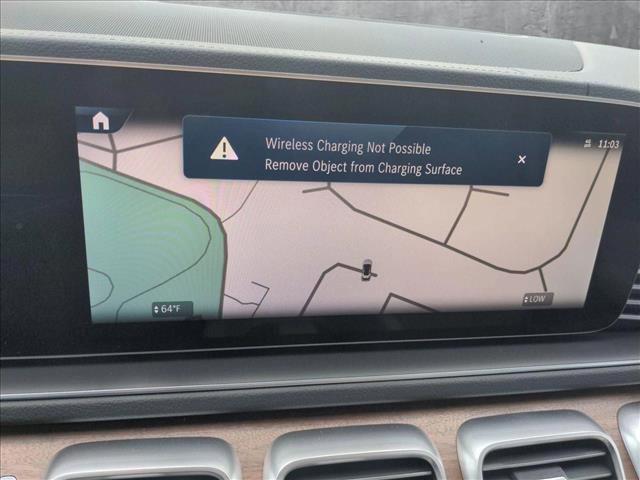 Wireless Charging Not Possible
Remove Object from Charging Surface
11:03
64°F
LOW